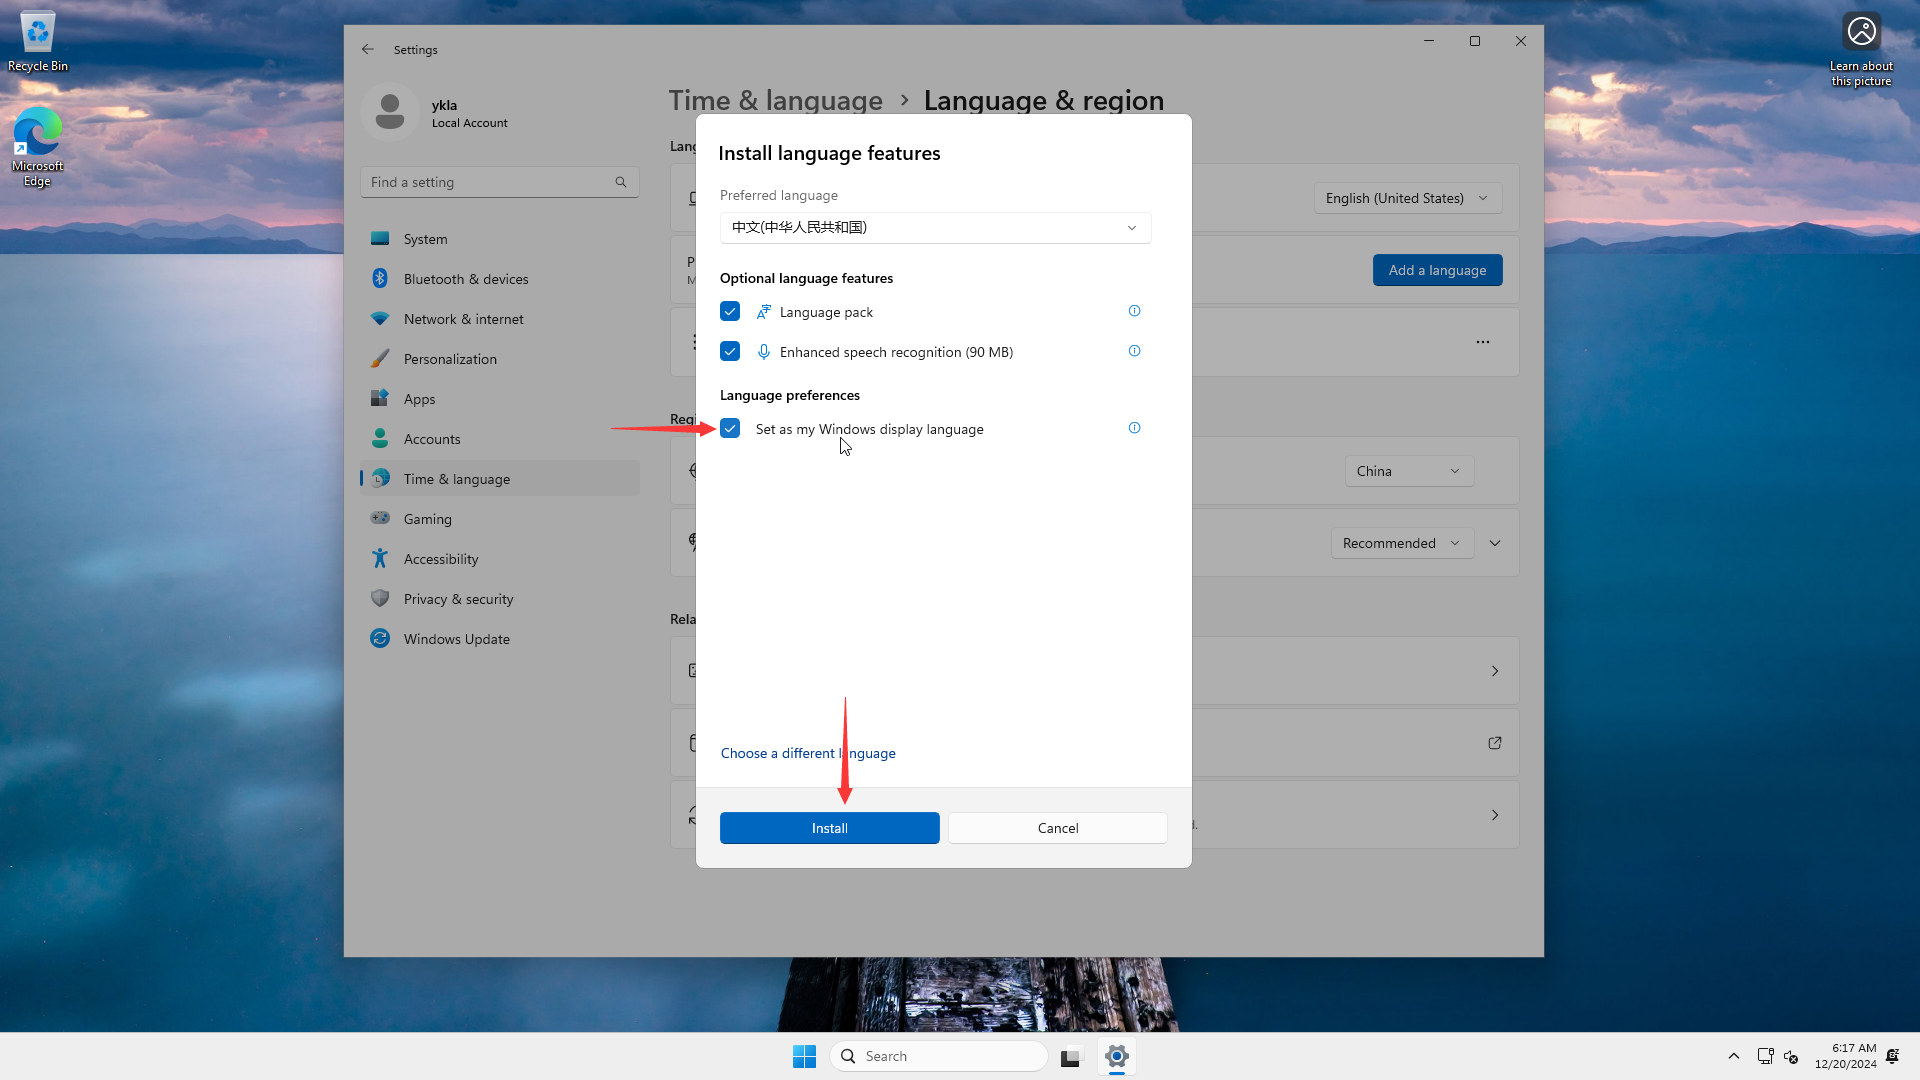 Recycle Bin
Microsoft
Edge
Learn about
this picture
Settings
ykla
Local Account
Find a setting
System
Bluetooth & devices
Network & internet
Personalization
Apps
Accounts
Time & language
Gaming
Accessibility
Privacy & security
Windows Update
Time & language > Language & region
Lang
English (United States)
P
M
Add a language
Regi
China
Recommended
Rela
d.
Install language features
Preferred language
中文(中华人民共和国)
Optional language features
Language pack
Enhanced speech recognition (90 MB)
Language preferences
Set as my Windows display language
Choose a different language
Install
Cancel
Search
6:17 AM
12/20/2024